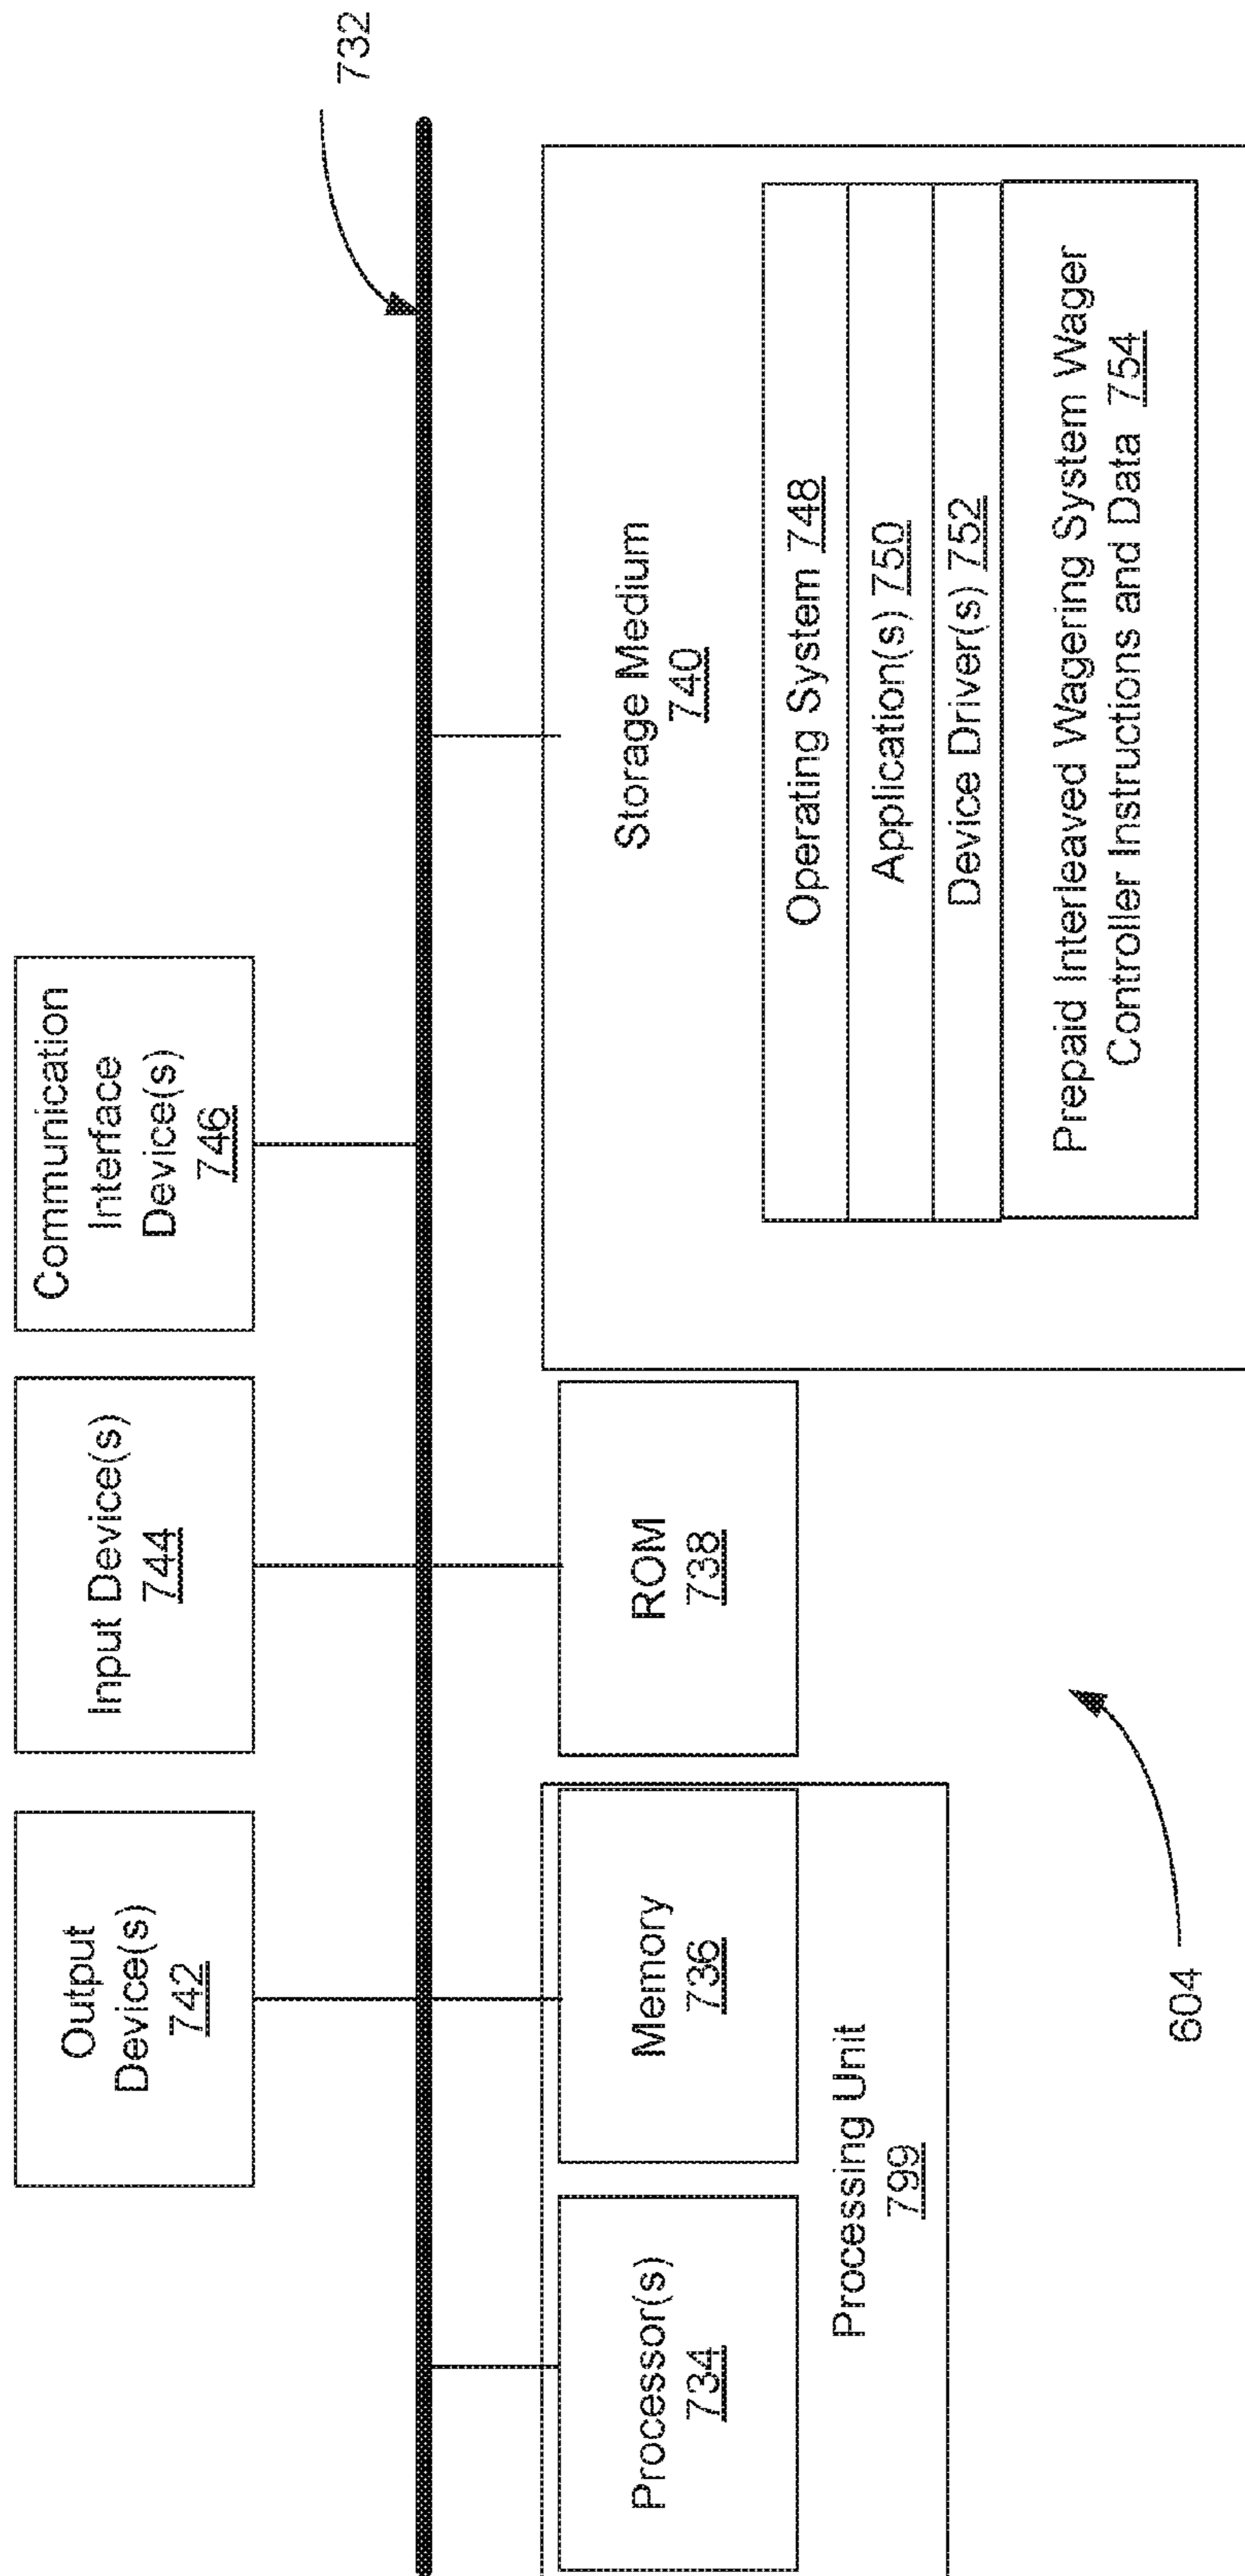 732
Output
Device(s)
742
Input Device(s)
744
Communication
Interface
Device(s)
746
Processor(s)
734
Memory
736
Processing Unit
799
ROM
738
Storage Medium
740
Operating System 748
Application(s) 750
Device Driver(s) 752
Prepaid Interleaved Wagering System Wager
Controller Instructions and Data 754
604